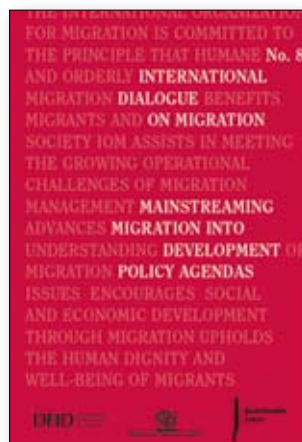 THE INTERNATIONAL ORGANIZATION
FOR MIGRATION IS COMMITTED TO
THE PRINCIPLE THAT HUMANE No. 8
AND ORDERLY INTERNATIONAL
MIGRATION DIALOGUE BENEFITS
MIGRANTS AND ON MIGRATION
SOCIETY IOM ASSISTS IN MEETING
THE GROWING OPERATIONAL
CHALLENGES OF MIGRATION
MANAGEMENT MAINSTREAMING
ADVANCES MIGRATION INTO
UNDERSTANDING DEVELOPMENT OF
MIGRATION POLICY AGENDAS
ISSUES ENCOURAGES SOCIAL
AND ECONOMIC DEVELOPMENT
THROUGH MIGRATION UPHOLDS
THE HUMAN DIGNITY AND
WELL-BEING OF MIGRANTS
DFID